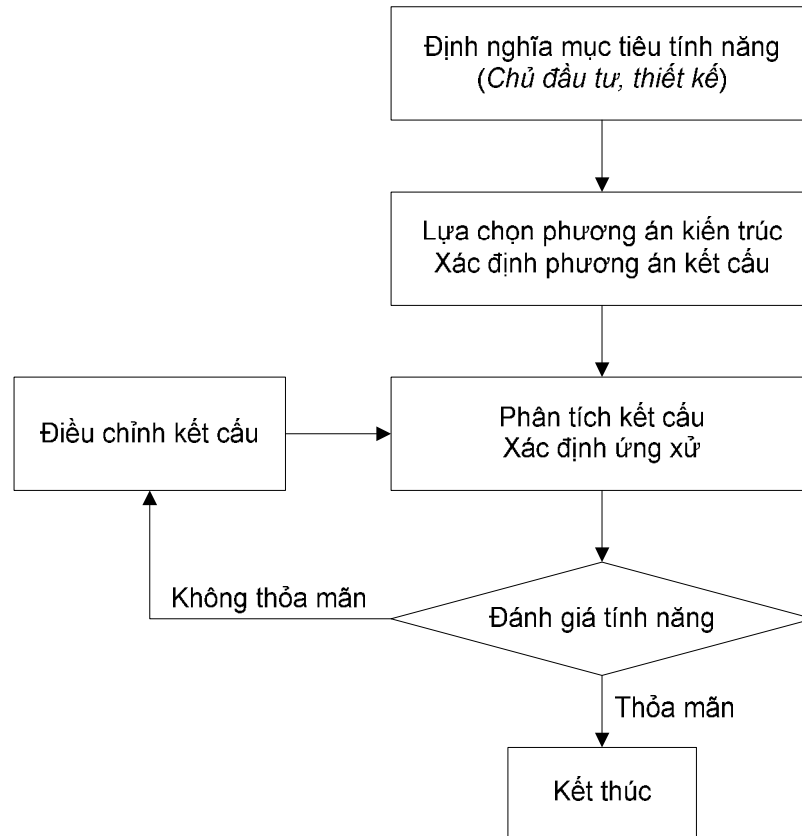 Định nghĩa mục tiêu tính năng
(Chủ đầu tư, thiết kế)
Lựa chọn phương án kiến trúc
Xác định phương án kết cấu
Điều chỉnh kết cấu
Phân tích kết cấu
Xác định ứng xử
Không thỏa mãn
Đánh giá tính năng
Thỏa mãn
Kết thúc